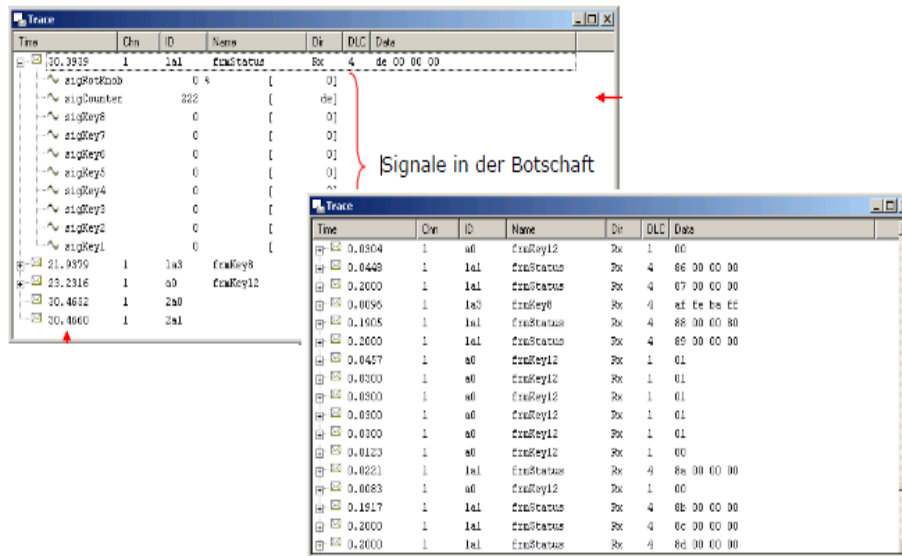 Trace
Time Chn ID Name Dir DLC Data
30.3939 1 1a1 frmStatus Rx 4 de 00 00 00
sigRotKnob 0 % [ 0]
sigCounter 222 [ de]
sigKey8 0 [ 0]
sigKey7 0 [ 0]
sigKey6 0 [ 0]
sigKey5 0 [ 0]
sigKey4 0 [
sigKey3 0 [
sigKey2 0 [
sigKey1 0 [
21.9379 1 1a3 frmKey8
23.2316 1 a0 frmKey12
30.4652 1 2a0
30.4660 1 2a1
Signale in der Botschaft
Trace
Time Chn ID Name Dir DLC Data
0.0304 1 a0 frmKey12 Rx 1 00
0.0448 1 1a1 frmStatus Rx 4 86 00 00 00
0.2000 1 1a1 frmStatus Rx 4 87 00 00 00
0.0095 1 1a3 frmKey8 Rx 4 af fe ba ff
0.1905 1 1a1 frmStatus Rx 4 88 00 00 80
0.2000 1 1a1 frmStatus Rx 4 89 00 00 00
0.0457 1 a0 frmKey12 Rx 1 01
0.0300 1 a0 frmKey12 Rx 1 01
0.0300 1 a0 frmKey12 Rx 1 01
0.0300 1 a0 frmKey12 Rx 1 01
0.0300 1 a0 frmKey12 Rx 1 01
0.0123 1 a0 frmKey12 Rx 1 00
0.0221 1 1a1 frmStatus Rx 4 8a 00 00 00
0.0083 1 a0 frmKey12 Rx 1 00
0.1917 1 1a1 frmStatus Rx 4 8b 00 00 00
0.2000 1 1a1 frmStatus Rx 4 8c 00 00 00
0.2000 1 1a1 frmStatus Rx 4 8d 00 00 00